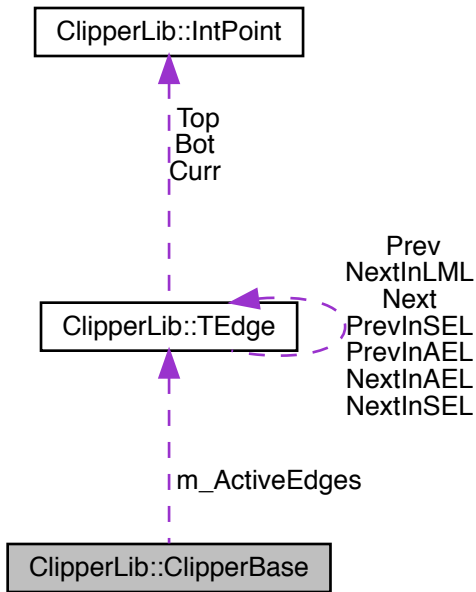 ClipperLib::IntPoint
Top
Bot
Curr
Prev
NextInLML
Next
PrevInSEL
PrevInAEL
NextInAEL
NextInSEL
ClipperLib::TEdge
m_ActiveEdges
ClipperLib::ClipperBase